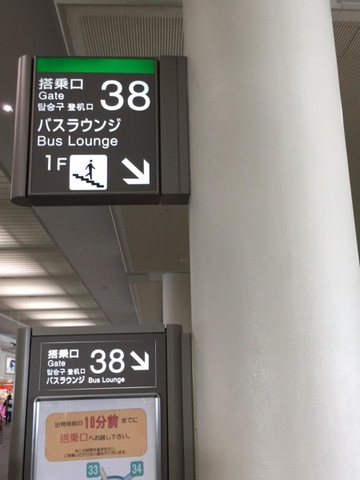 搭乗口
Gate
탑승구 登机口
38
バスラウンジ
Bus Lounge
1F
搭乗口
Gate
탑승구 登机口
38
バスラウンジ Bus Lounge
出発時刻の10分前までに
搭乗口へお越し下さい。
33 34